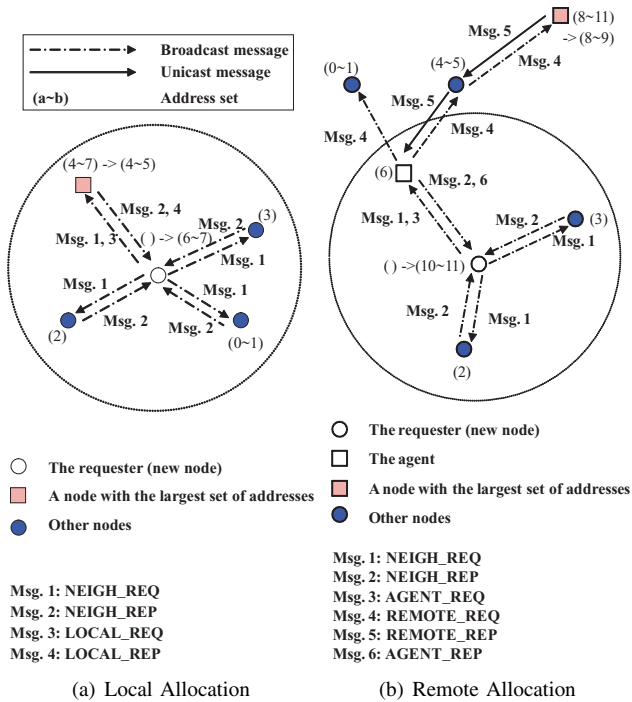 Broadcast message
Unicast message
(a~b) Address set
(4~7) -> (4~5)
Msg. 2, 4
Msg. 1, 3
( ) -> (6~7)
Msg. 2
(3)
Msg. 1
Msg. 1
Msg. 2
(2)
Msg. 1
Msg. 2
(0~1)
The requester (new node)
A node with the largest set of addresses
Other nodes
Msg. 1: NEIGH_REQ
Msg. 2: NEIGH_REP
Msg. 3: LOCAL_REQ
Msg. 4: LOCAL_REP
(a) Local Allocation
(8~11)
-> (8~9)
Msg. 5
Msg. 4
(0~1)
(4~5)
Msg. 5
Msg. 4
Msg. 4
(6)
Msg. 2, 6
Msg. 1, 3
Msg. 2
(3)
Msg. 1
( ) ->(10~11)
Msg. 2
Msg. 1
(2)
The requester (new node)
The agent
A node with the largest set of addresses
Other nodes
Msg. 1: NEIGH_REQ
Msg. 2: NEIGH_REP
Msg. 3: AGENT_REQ
Msg. 4: REMOTE_REQ
Msg. 5: REMOTE_REP
Msg. 6: AGENT_REP
(b) Remote Allocation